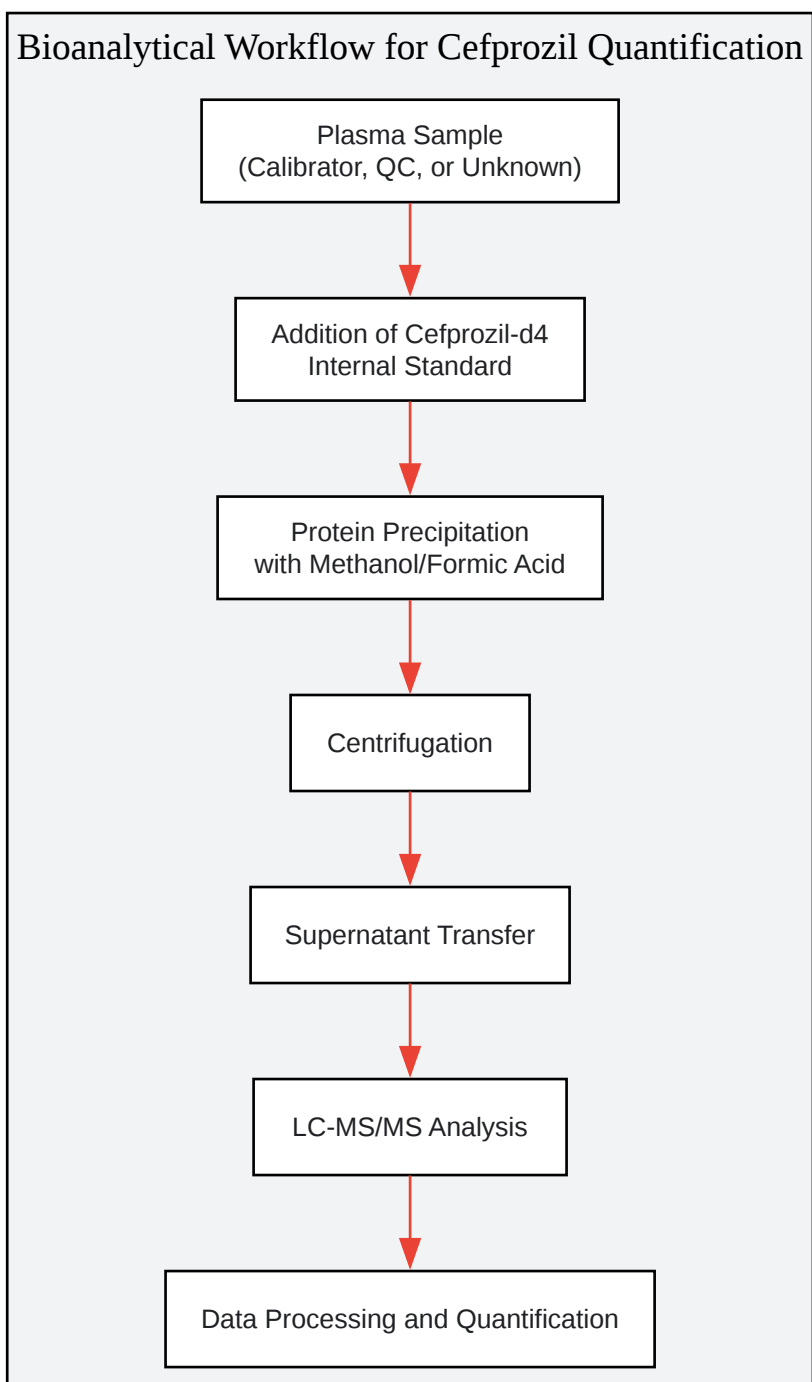 Bioanalytical Workflow for Cefprozil Quantification
Plasma Sample
(Calibrator, QC, or Unknown)
Addition of Cefprozil-d4
Internal Standard
Protein Precipitation
with Methanol/Formic Acid
Centrifugation
Supernatant Transfer
LC-MS/MS Analysis
Data Processing and Quantification